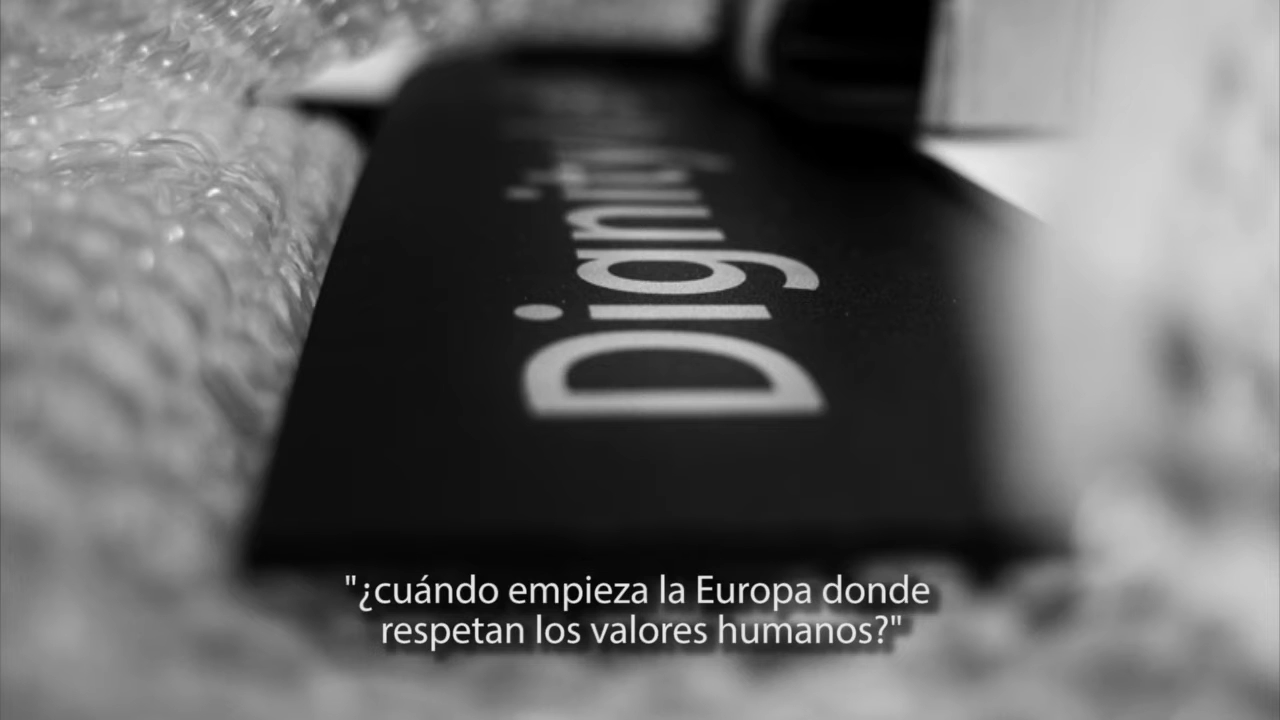 Dignity
"¿cuándo empieza la Europa donde
respetan los valores humanos?"